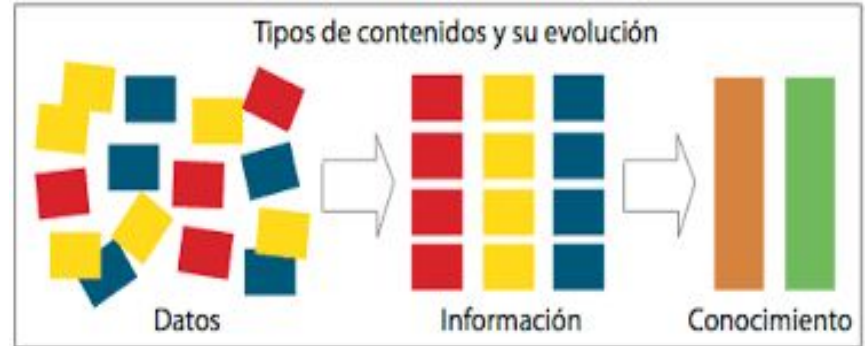 Tipos de contenidos y su evolución
Datos
Información
Conocimiento